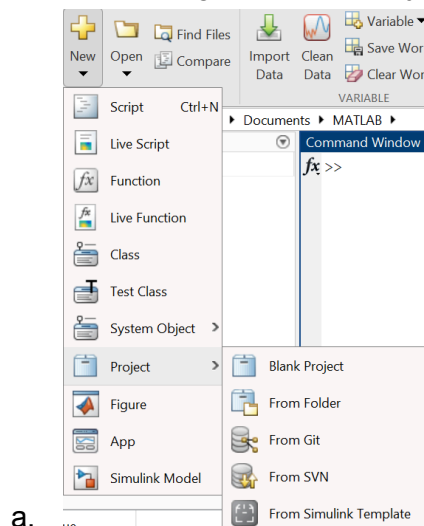 Find Files
Variable
New Open Compare Import Clean Save Wor
Data Data Clear Wor
VARIABLE
Script Ctrl+N
Documents MATLAB
Live Script
Command Window
fx >>
fx Function
fx Live Function
Class
Test Class
System Object
Project
Blank Project
Figure
From Folder
App
From Git
Simulink Model
From SVN
From Simulink Template
a.